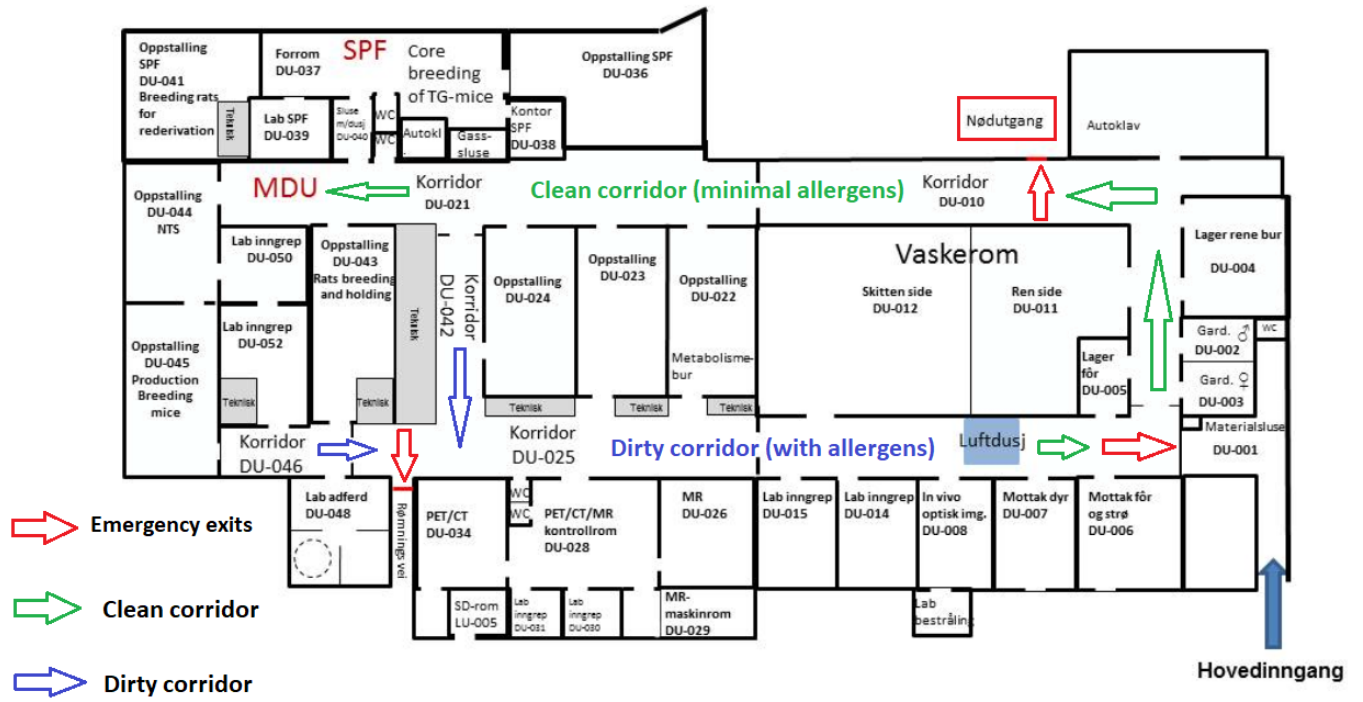 Oppstalling
SPF
DU-041
Breeding rats
for
rederivation
Teknisk
Forrom
DU-037
SPF
Core
breeding
of TG-mice
Lab SPF
DU-039
Sluse
m/dusj
DU-040
WC
WC
Autokl
.
Gass-
sluse
Kontor
SPF
DU-038
Oppstalling SPF
DU-036
Nødutgang
Autoklav
Oppstalling
DU-044
NTS
MDU
Korridor
DU-021
Clean corridor (minimal allergens)
Korridor
DU-010
Lab inngrep
DU-050
Oppstalling
DU-043
Rats breeding
and holding
Teknisk
Korridor
DU-042
Oppstalling
DU-024
Oppstalling
DU-023
Oppstalling
DU-022
Metabolisme-
bur
Vaskerom
Skitten side
DU-012
Ren side
DU-011
Lager rene bur
DU-004
Gard. ♂
DU-002
WC
Gard. ♀
DU-003
Lager
fôr
DU-005
Oppstalling
DU-045
Production
Breeding
mice
Lab inngrep
DU-052
Teknisk
Teknisk
Teknisk
Teknisk
Teknisk
Korridor
DU-046
Korridor
DU-025
Dirty corridor (with allergens)
Luftdusj
Materialsluse
DU-001
Lab adferd
DU-048
Rømningsvei
PET/CT
DU-034
WC
WC
PET/CT/MR
kontrollrom
DU-028
MR
DU-026
Lab inngrep
DU-015
Lab inngrep
DU-014
In vivo
optisk img.
DU-008
Mottak dyr
DU-007
Mottak fôr
og strø
DU-006
SD-rom
LU-005
Lab
inngrep
DU-031
Lab
inngrep
DU-030
MR-
maskinrom
DU-029
Lab
bestråling
Hovedinngang
Emergency exits
Clean corridor
Dirty corridor